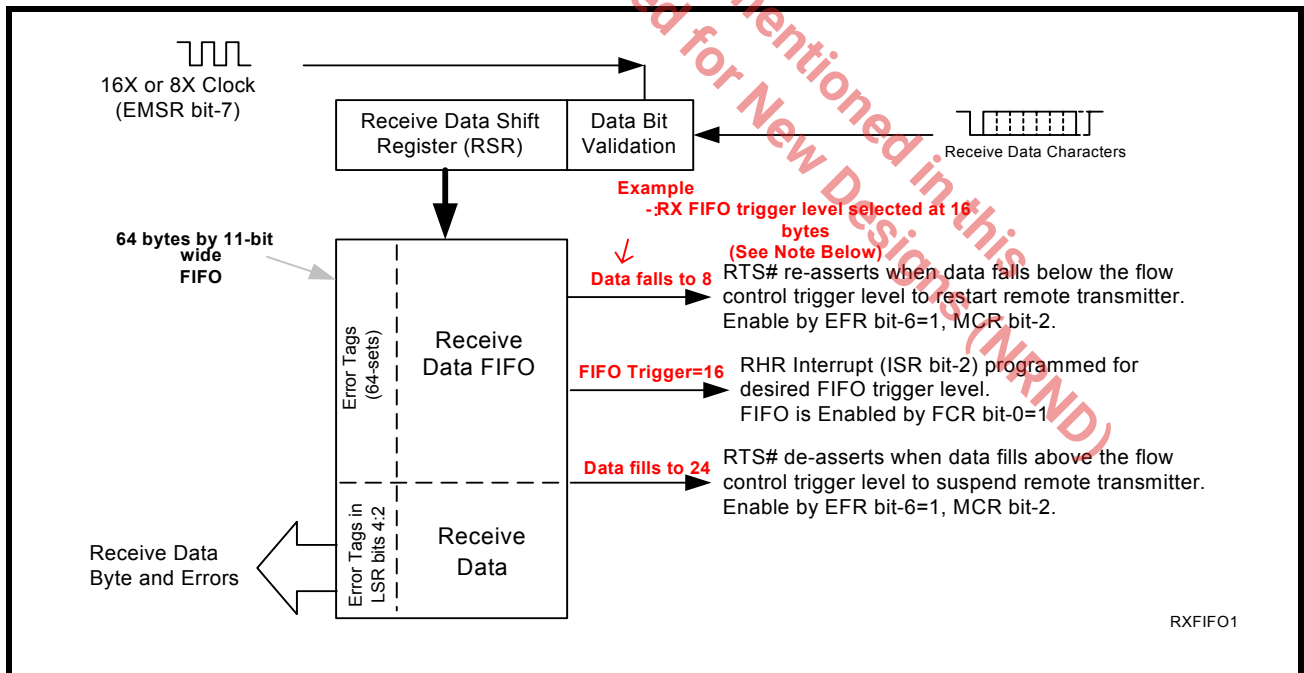 16X or 8X Clock
(EMSR bit-7)
Receive Data Shift
Register (RSR)
Data Bit
Validation
Receive Data Characters
Example
-:RX FIFO trigger level selected at 16
bytes
(See Note Below)
64 bytes by 11-bit
wide
FIFO
Data falls to 8
RTS# re-asserts when data falls below the flow
control trigger level to restart remote transmitter.
Enable by EFR bit-6=1, MCR bit-2.
Error Tags
(64-sets)
Receive
Data FIFO
FIFO Trigger=16
RHR Interrupt (ISR bit-2) programmed for
desired FIFO trigger level.
FIFO is Enabled by FCR bit-0=1
Data fills to 24
RTS# de-asserts when data fills above the flow
control trigger level to suspend remote transmitter.
Enable by EFR bit-6=1, MCR bit-2.
Error Tags in
LSR bits 4:2
Receive
Data
Receive Data
Byte and Errors
RXFIFO1
mentioned in this
ed for New Designs (NRND)